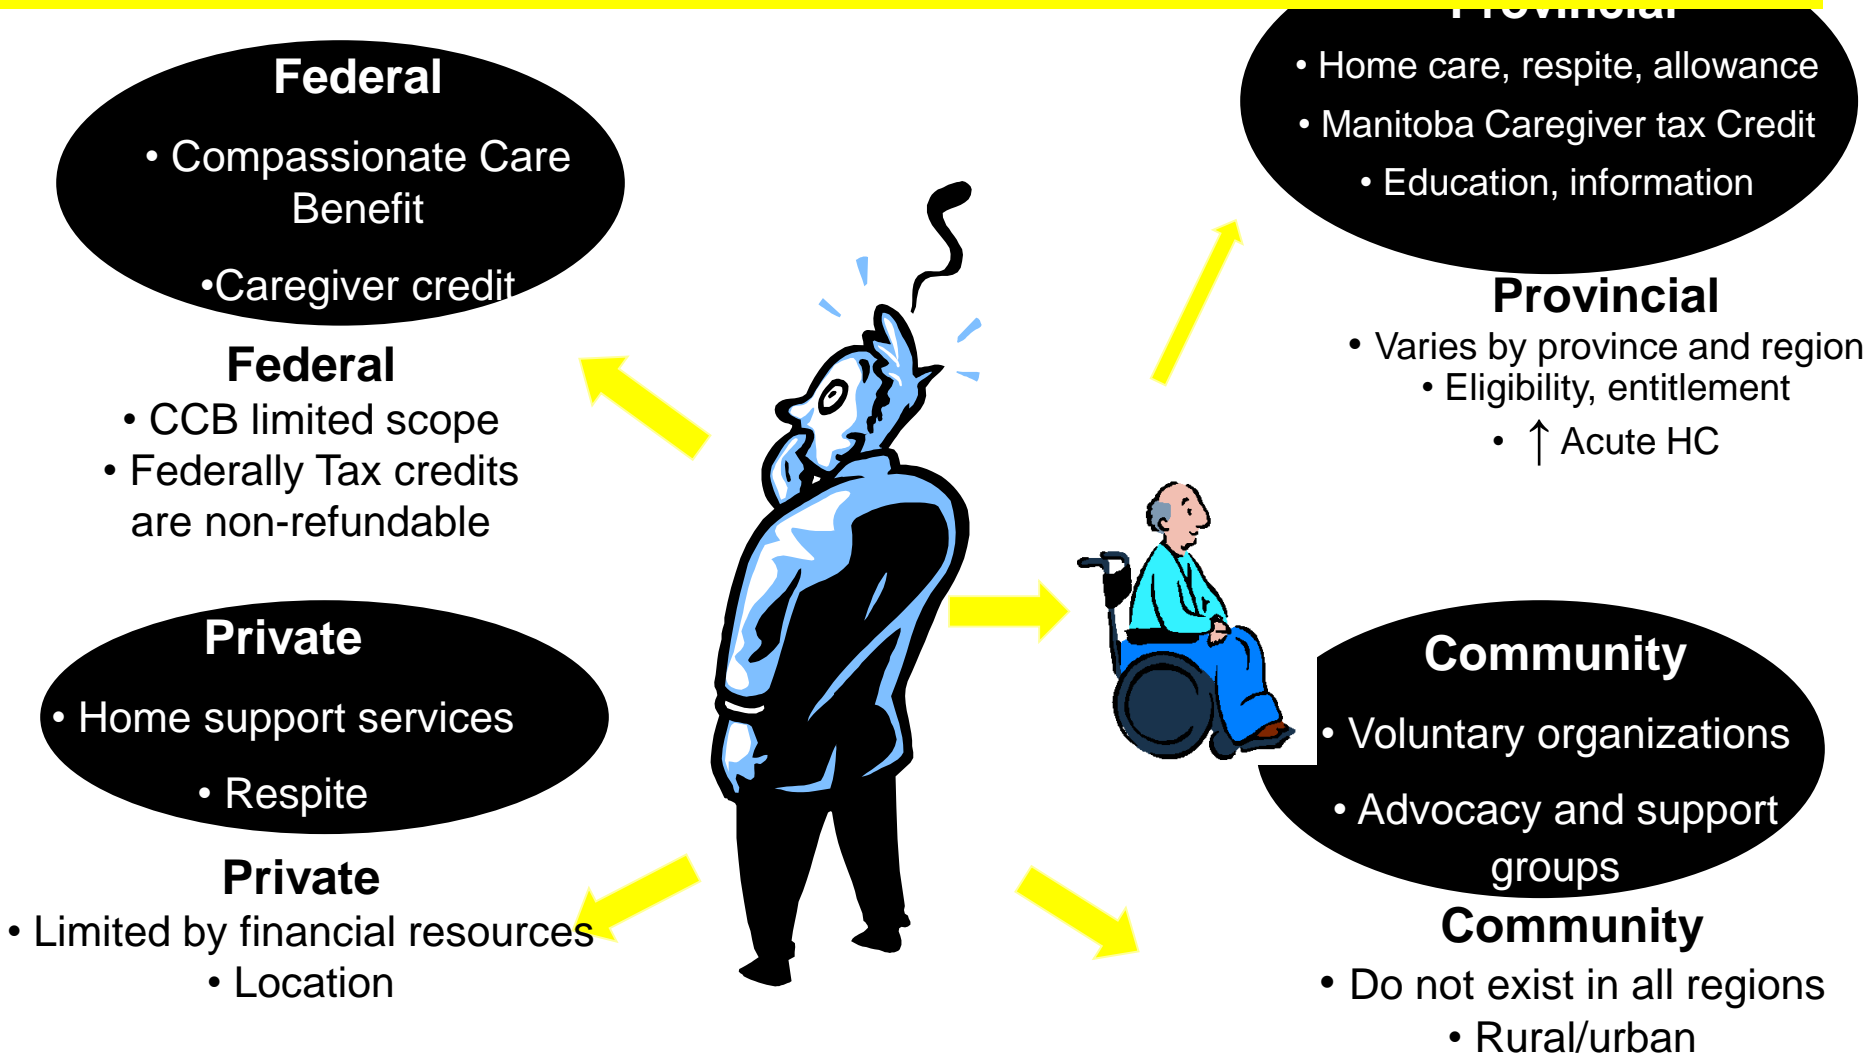 Federal
• Compassionate Care
Benefit
•Caregiver credit
Federal
• CCB limited scope
• Federally Tax credits
are non-refundable
Provincial
• Home care, respite, allowance
• Manitoba Caregiver tax Credit
• Education, information
Provincial
• Varies by province and region
• Eligibility, entitlement
• ↑ Acute HC
Private
• Home support services
• Respite
Private
• Limited by financial resources
• Location
Community
• Voluntary organizations
• Advocacy and support
groups
Community
• Do not exist in all regions
• Rural/urban